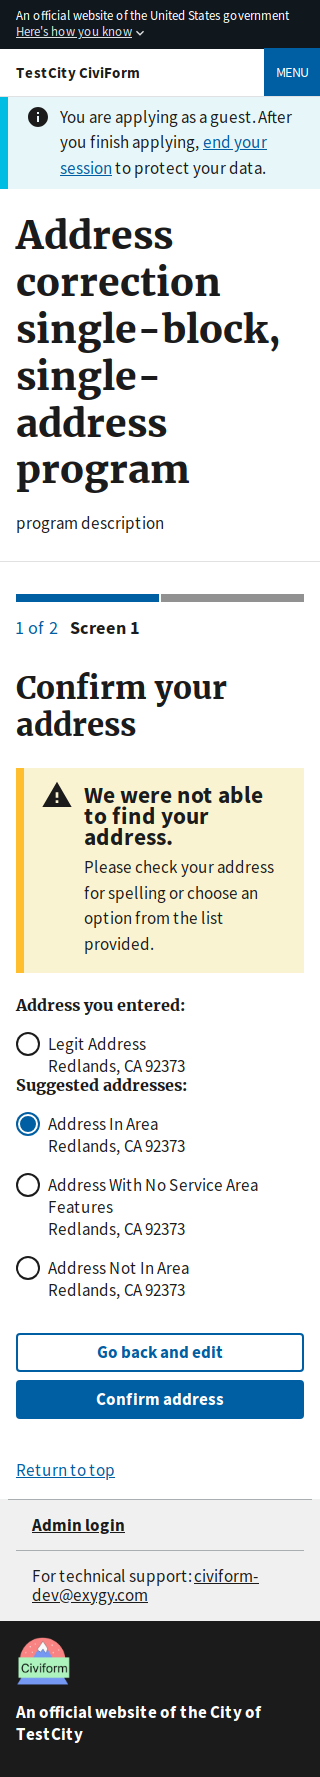 An official website of the United States government
Here's how you know
TestCity CiviForm
MENU
You are applying as a guest. After
you finish applying, end your
session to protect your data.
Address
correction
single-block,
single-
address
program
program description
1 of 2 Screen 1
Confirm your
address
We were not able
to find your
address.
Please check your address
for spelling or choose an
option from the list
provided.
Address you entered:
Legit Address
Redlands, CA 92373
Suggested addresses:
Address In Area
Redlands, CA 92373
Address With No Service Area
Features
Redlands, CA 92373
Address Not In Area
Redlands, CA 92373
Go back and edit
Confirm address
Return to top
Admin login
For technical support: civiform-
dev@exygy.com
Civiform
An official website of the City of
TestCity